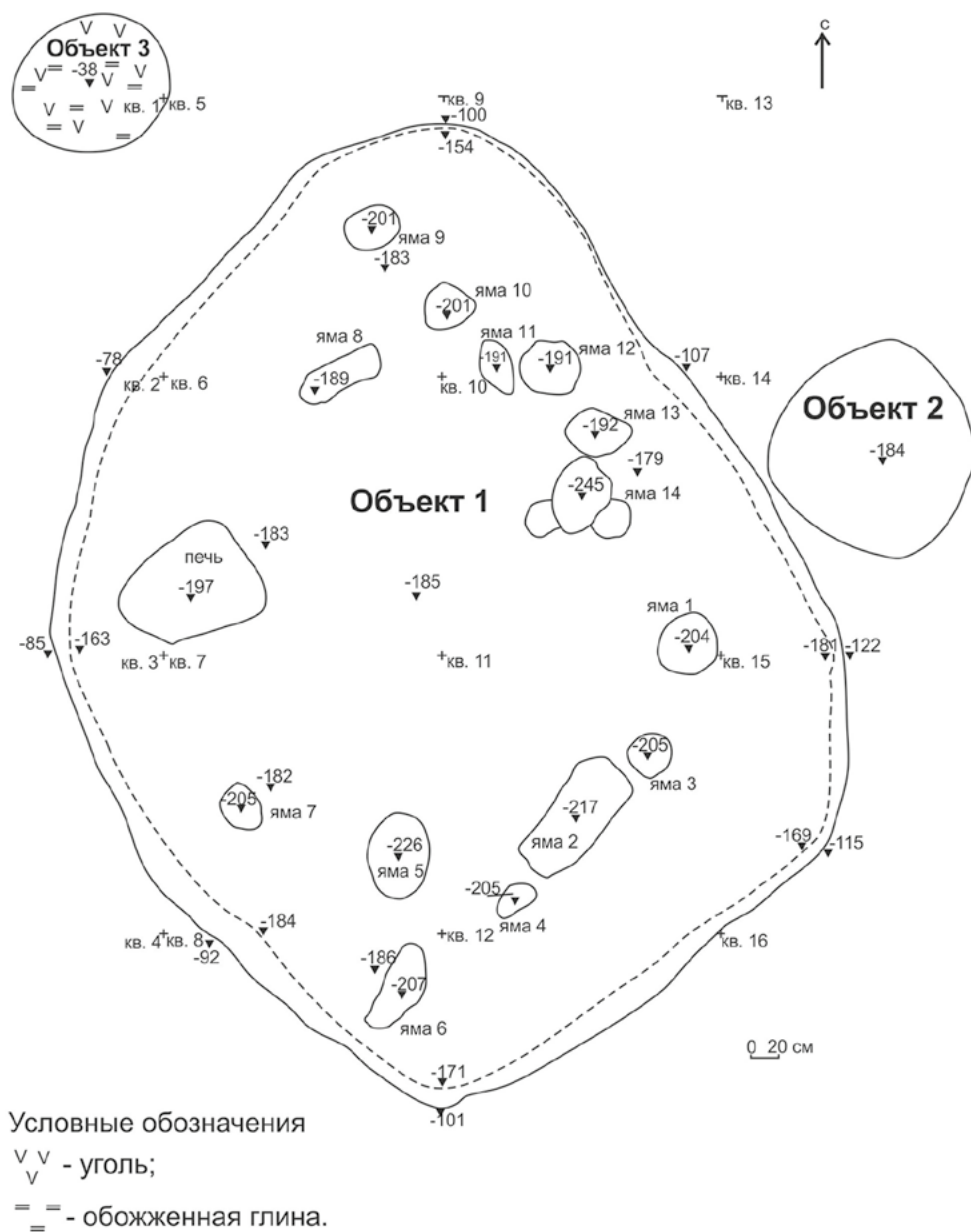 с
Объект 3
-38
кв. 1 кв. 5
кв. 9
кв. 13
-100
-154
-201
яма 9
-183
яма 10
-201
яма 11
-191
яма 12
-191
яма 8
-189
-78
кв. 2 кв. 6
кв. 10
-107
кв. 14
Объект 2
-184
яма 13
-192
-179
Объект 1
-245
яма 14
печь
-183
-197
-185
яма 1
-204
-85
-163
кв. 3 кв. 7
кв. 11
кв. 15
-181
-122
-205
яма 3
-182
-205
яма 7
-217
яма 2
-226
яма 5
-169
-115
-205
яма 4
-184
кв. 4 кв. 8
-92
кв. 12
кв. 16
-186
-207
яма 6
0 20 см
-171
-101
Условные обозначения
- уголь;
- обожженная глина.